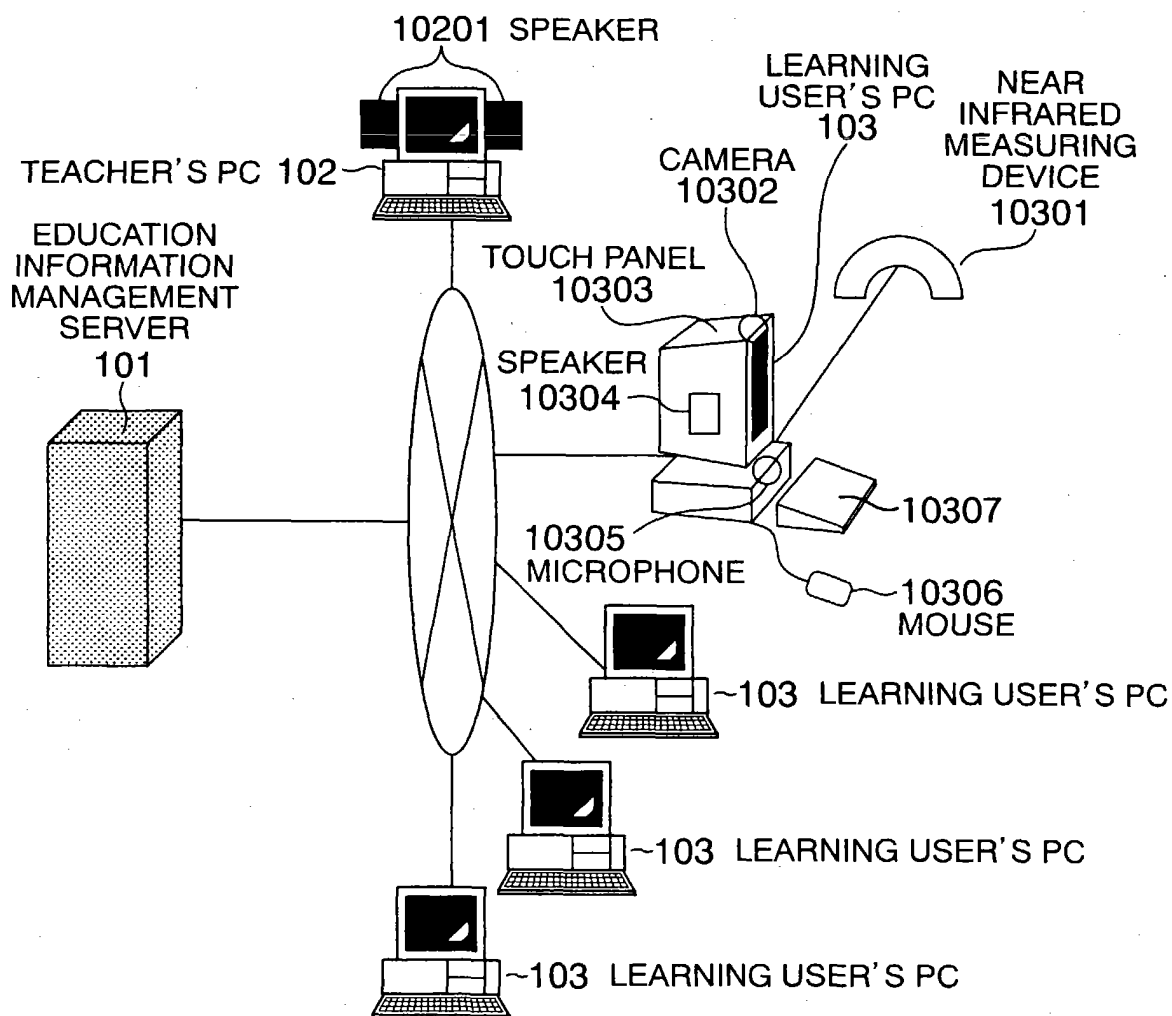 10201 SPEAKER
TEACHER'S PC 102
EDUCATION
INFORMATION
MANAGEMENT
SERVER
101
LEARNING
USER'S PC
103
NEAR
INFRARED
MEASURING
DEVICE
10301
CAMERA
10302
TOUCH PANEL
10303
SPEAKER
10304
10307
10305
MICROPHONE
10306
MOUSE
103 LEARNING USER'S PC
103 LEARNING USER'S PC
103 LEARNING USER'S PC